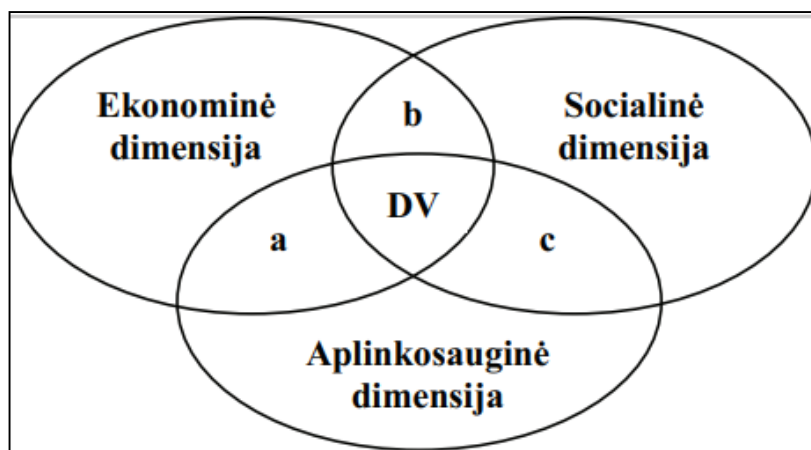 Ekonominė
dimensija
b
Socialinė
dimensija
DV
a
c
Aplinkosauginė
dimensija